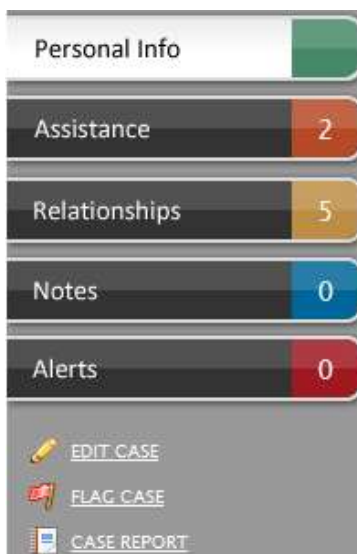 Personal Info
Assistance 2
Relationships 5
Notes 0
Alerts 0
EDIT CASE
FLAG CASE
CASE REPORT